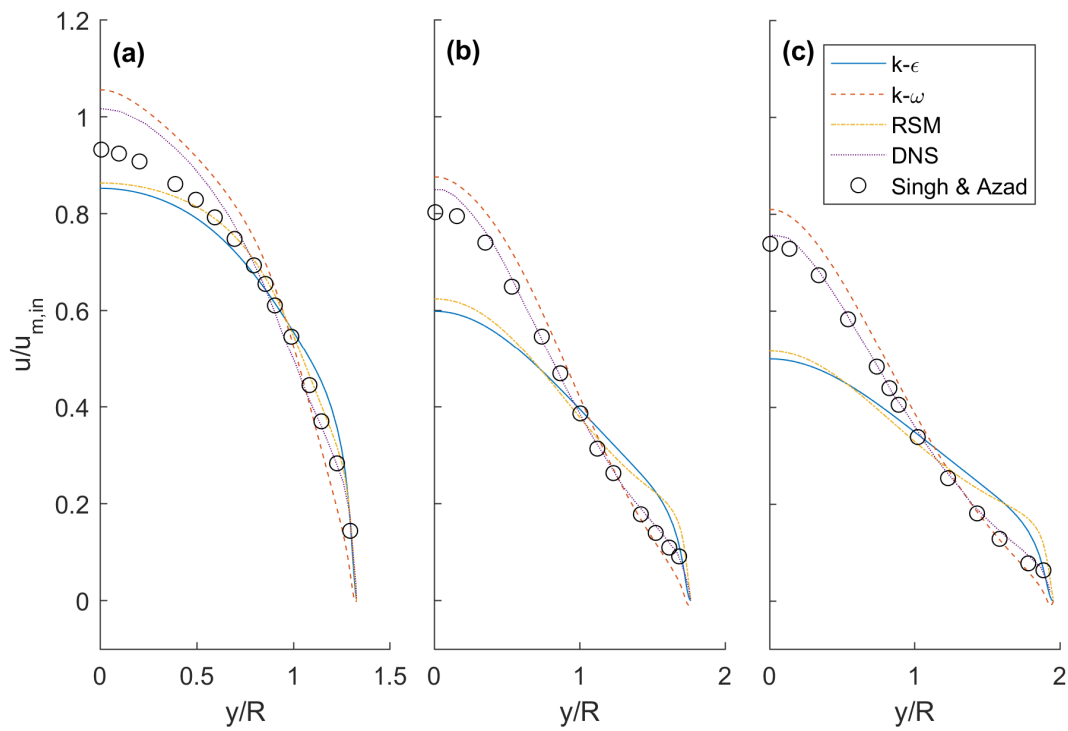 (a) (b) (c)
k-ϵ
k-ω
RSM
DNS
Singh & Azad
1.2
1
0.8
0.6
0.4
0.2
0
u/u_{m,in}
0 0.5 1 1.5
0 1 2
0 1 2
y/R y/R y/R